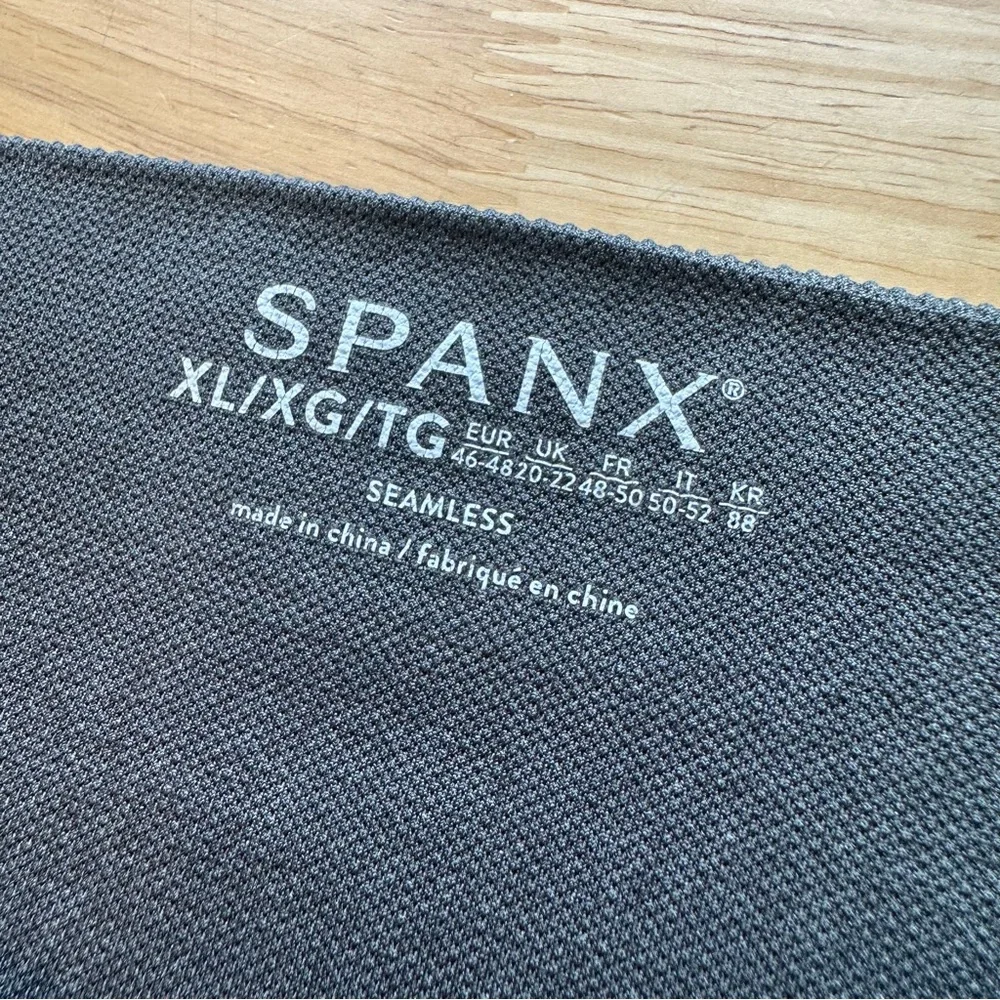 SPANX®
XL/XG/TG EUR 46-48 UK 20-22 FR 48-50 IT 50-52 KR 88
SEAMLESS
made in china / fabriqué en chine